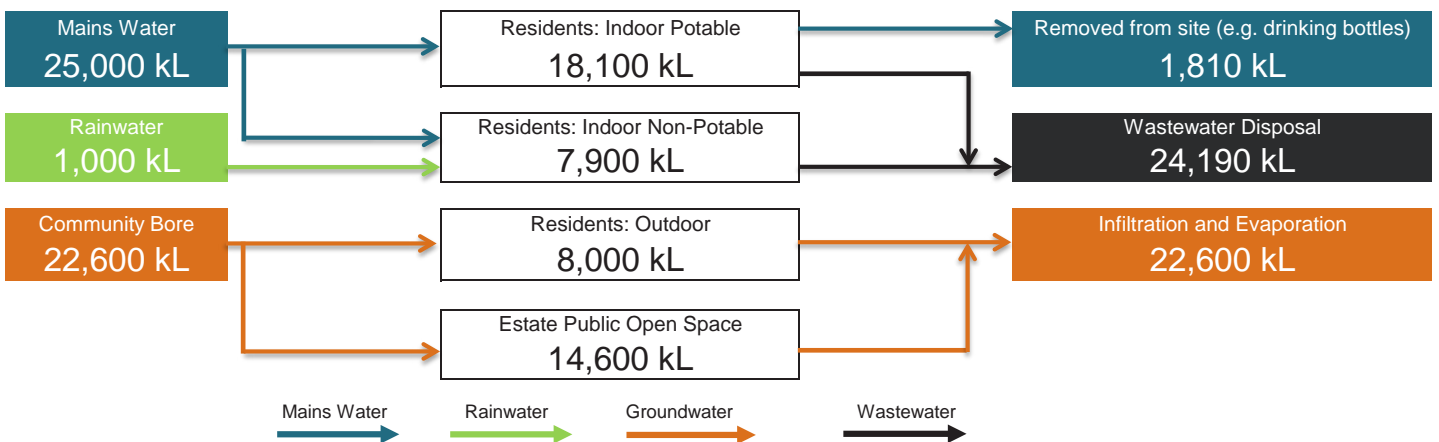 Mains Water
25,000 kL
Residents: Indoor Potable
18,100 kL
Removed from site (e.g. drinking bottles)
1,810 kL
Rainwater
1,000 kL
Residents: Indoor Non-Potable
7,900 kL
Wastewater Disposal
24,190 kL
Community Bore
22,600 kL
Residents: Outdoor
8,000 kL
Infiltration and Evaporation
22,600 kL
Estate Public Open Space
14,600 kL
Mains Water
Rainwater
Groundwater
Wastewater